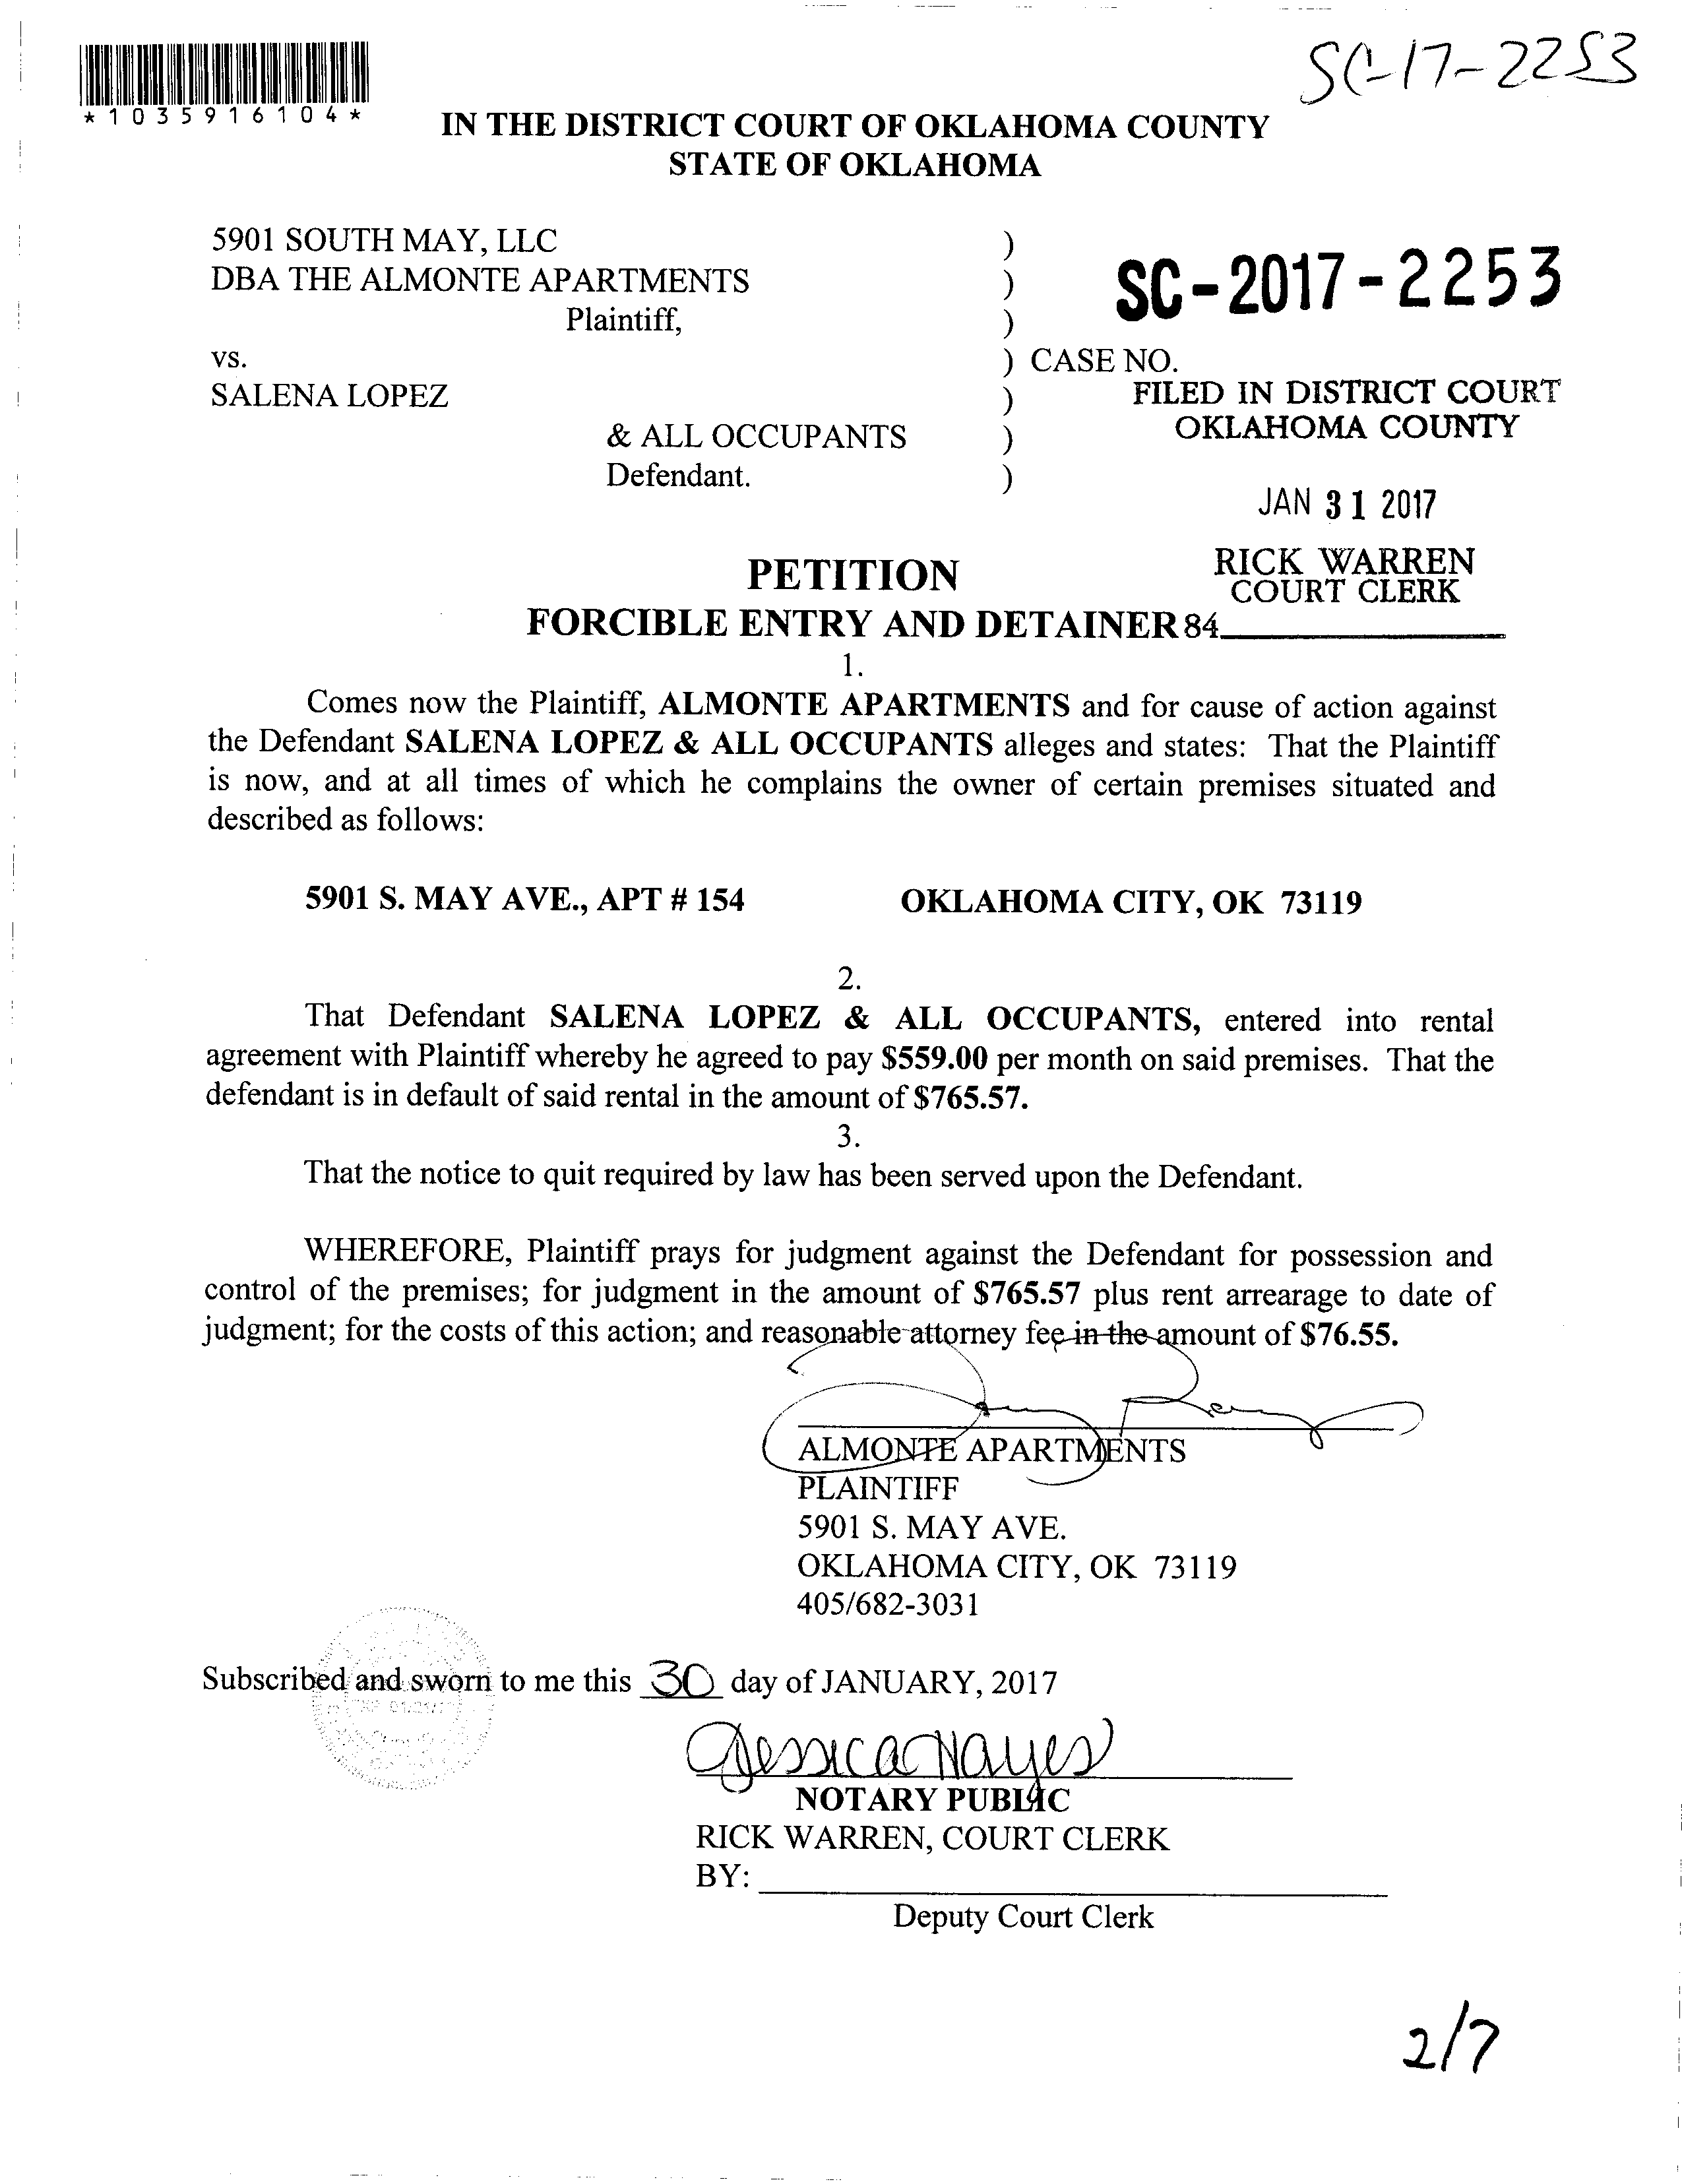 SC-17-2253
*1035916104*
IN THE DISTRICT COURT OF OKLAHOMA COUNTY
STATE OF OKLAHOMA
5901 SOUTH MAY, LLC )
DBA THE ALMONTE APARTMENTS )
Plaintiff, )
SC-2017-2253
vs. ) CASE NO.
SALENA LOPEZ )
& ALL OCCUPANTS )
Defendant. )
FILED IN DISTRICT COURT
OKLAHOMA COUNTY
JAN 31 2017
RICK WARREN
COURT CLERK
84
PETITION
FORCIBLE ENTRY AND DETAINER
1.
Comes now the Plaintiff, ALMONTE APARTMENTS and for cause of action against
the Defendant SALENA LOPEZ & ALL OCCUPANTS alleges and states: That the Plaintiff
is now, and at all times of which he complains the owner of certain premises situated and
described as follows:
5901 S. MAY AVE., APT # 154 OKLAHOMA CITY, OK 73119
2.
That Defendant SALENA LOPEZ & ALL OCCUPANTS, entered into rental
agreement with Plaintiff whereby he agreed to pay $559.00 per month on said premises. That the
defendant is in default of said rental in the amount of $765.57.
3.
That the notice to quit required by law has been served upon the Defendant.
WHEREFORE, Plaintiff prays for judgment against the Defendant for possession and
control of the premises; for judgment in the amount of $765.57 plus rent arrearage to date of
judgment; for the costs of this action; and reasonable attorney fee in the amount of $76.55.
ALMONTE APARTMENTS
PLAINTIFF
5901 S. MAY AVE.
OKLAHOMA CITY, OK 73119
405/682-3031
Subscribed and sworn to me this 30 day of JANUARY, 2017
Jessica Hayes
NOTARY PUBLIC
RICK WARREN, COURT CLERK
BY:
Deputy Court Clerk
2/7